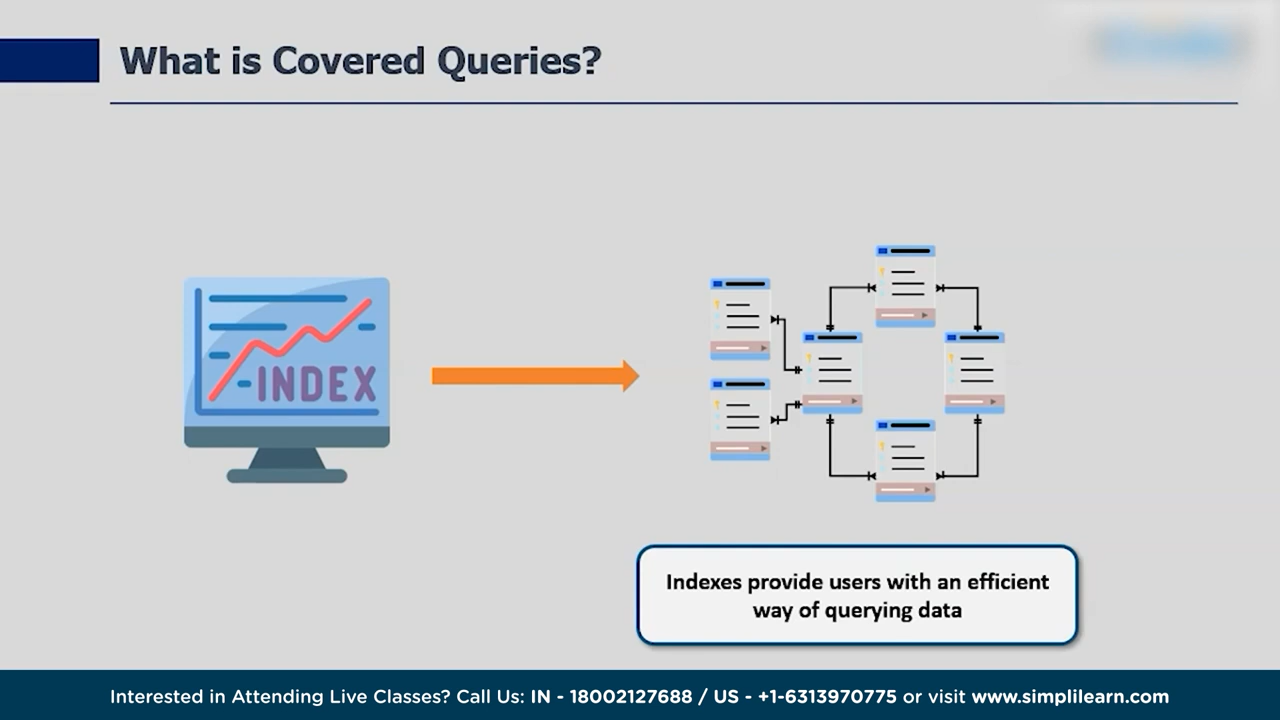 What is Covered Queries?
INDEX
Indexes provide users with an efficient
way of querying data
Interested in Attending Live Classes? Call Us: IN - 18002127688 / US - +1-6313970775 or visit www.simplilearn.com